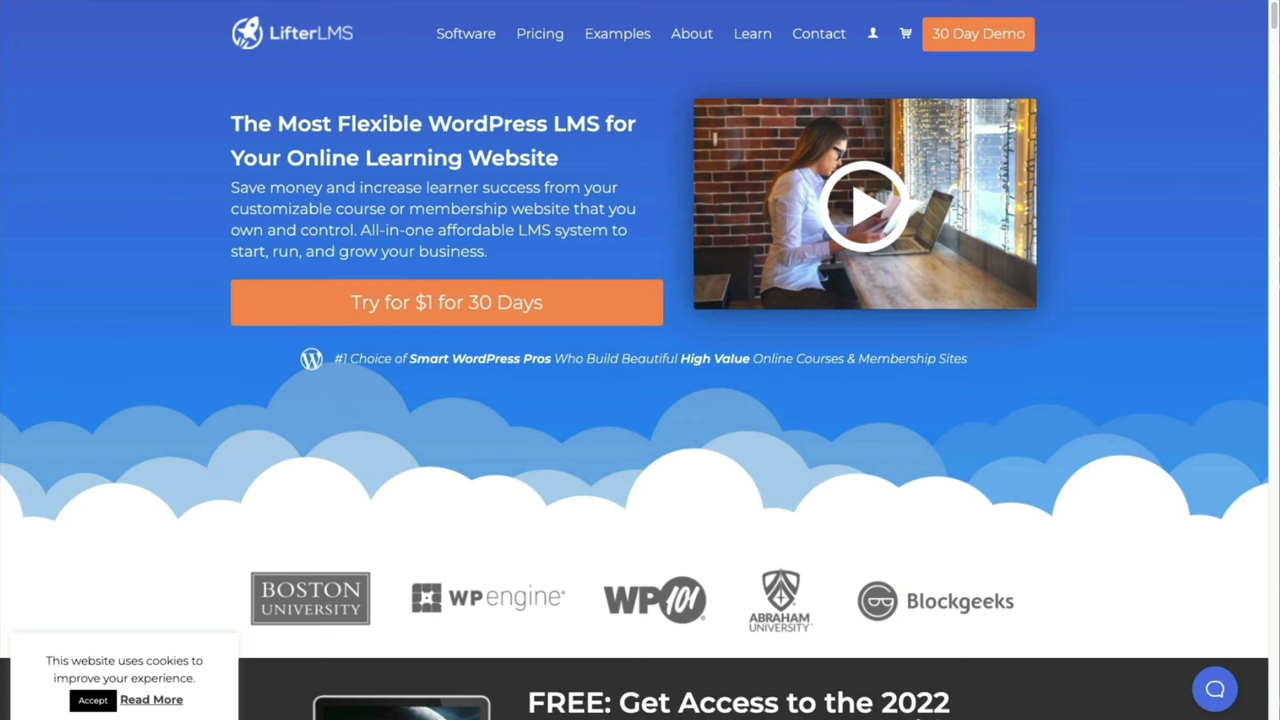 LifterLMS
Software
Pricing
Examples
About
Learn
Contact
30 Day Demo
The Most Flexible WordPress LMS for
Your Online Learning Website
Save money and increase learner success from your
customizable course or membership website that you
own and control. All-in-one affordable LMS system to
start, run, and grow your business.
Try for $1 for 30 Days
#1 Choice of Smart WordPress Pros Who Build Beautiful High Value Online Courses & Membership Sites
BOSTON
UNIVERSITY
WP engine®
WP101®
ABRAHAM
UNIVERSITY
Blockgeeks
This website uses cookies to
improve your experience.
Accept
Read More
FREE: Get Access to the 2022